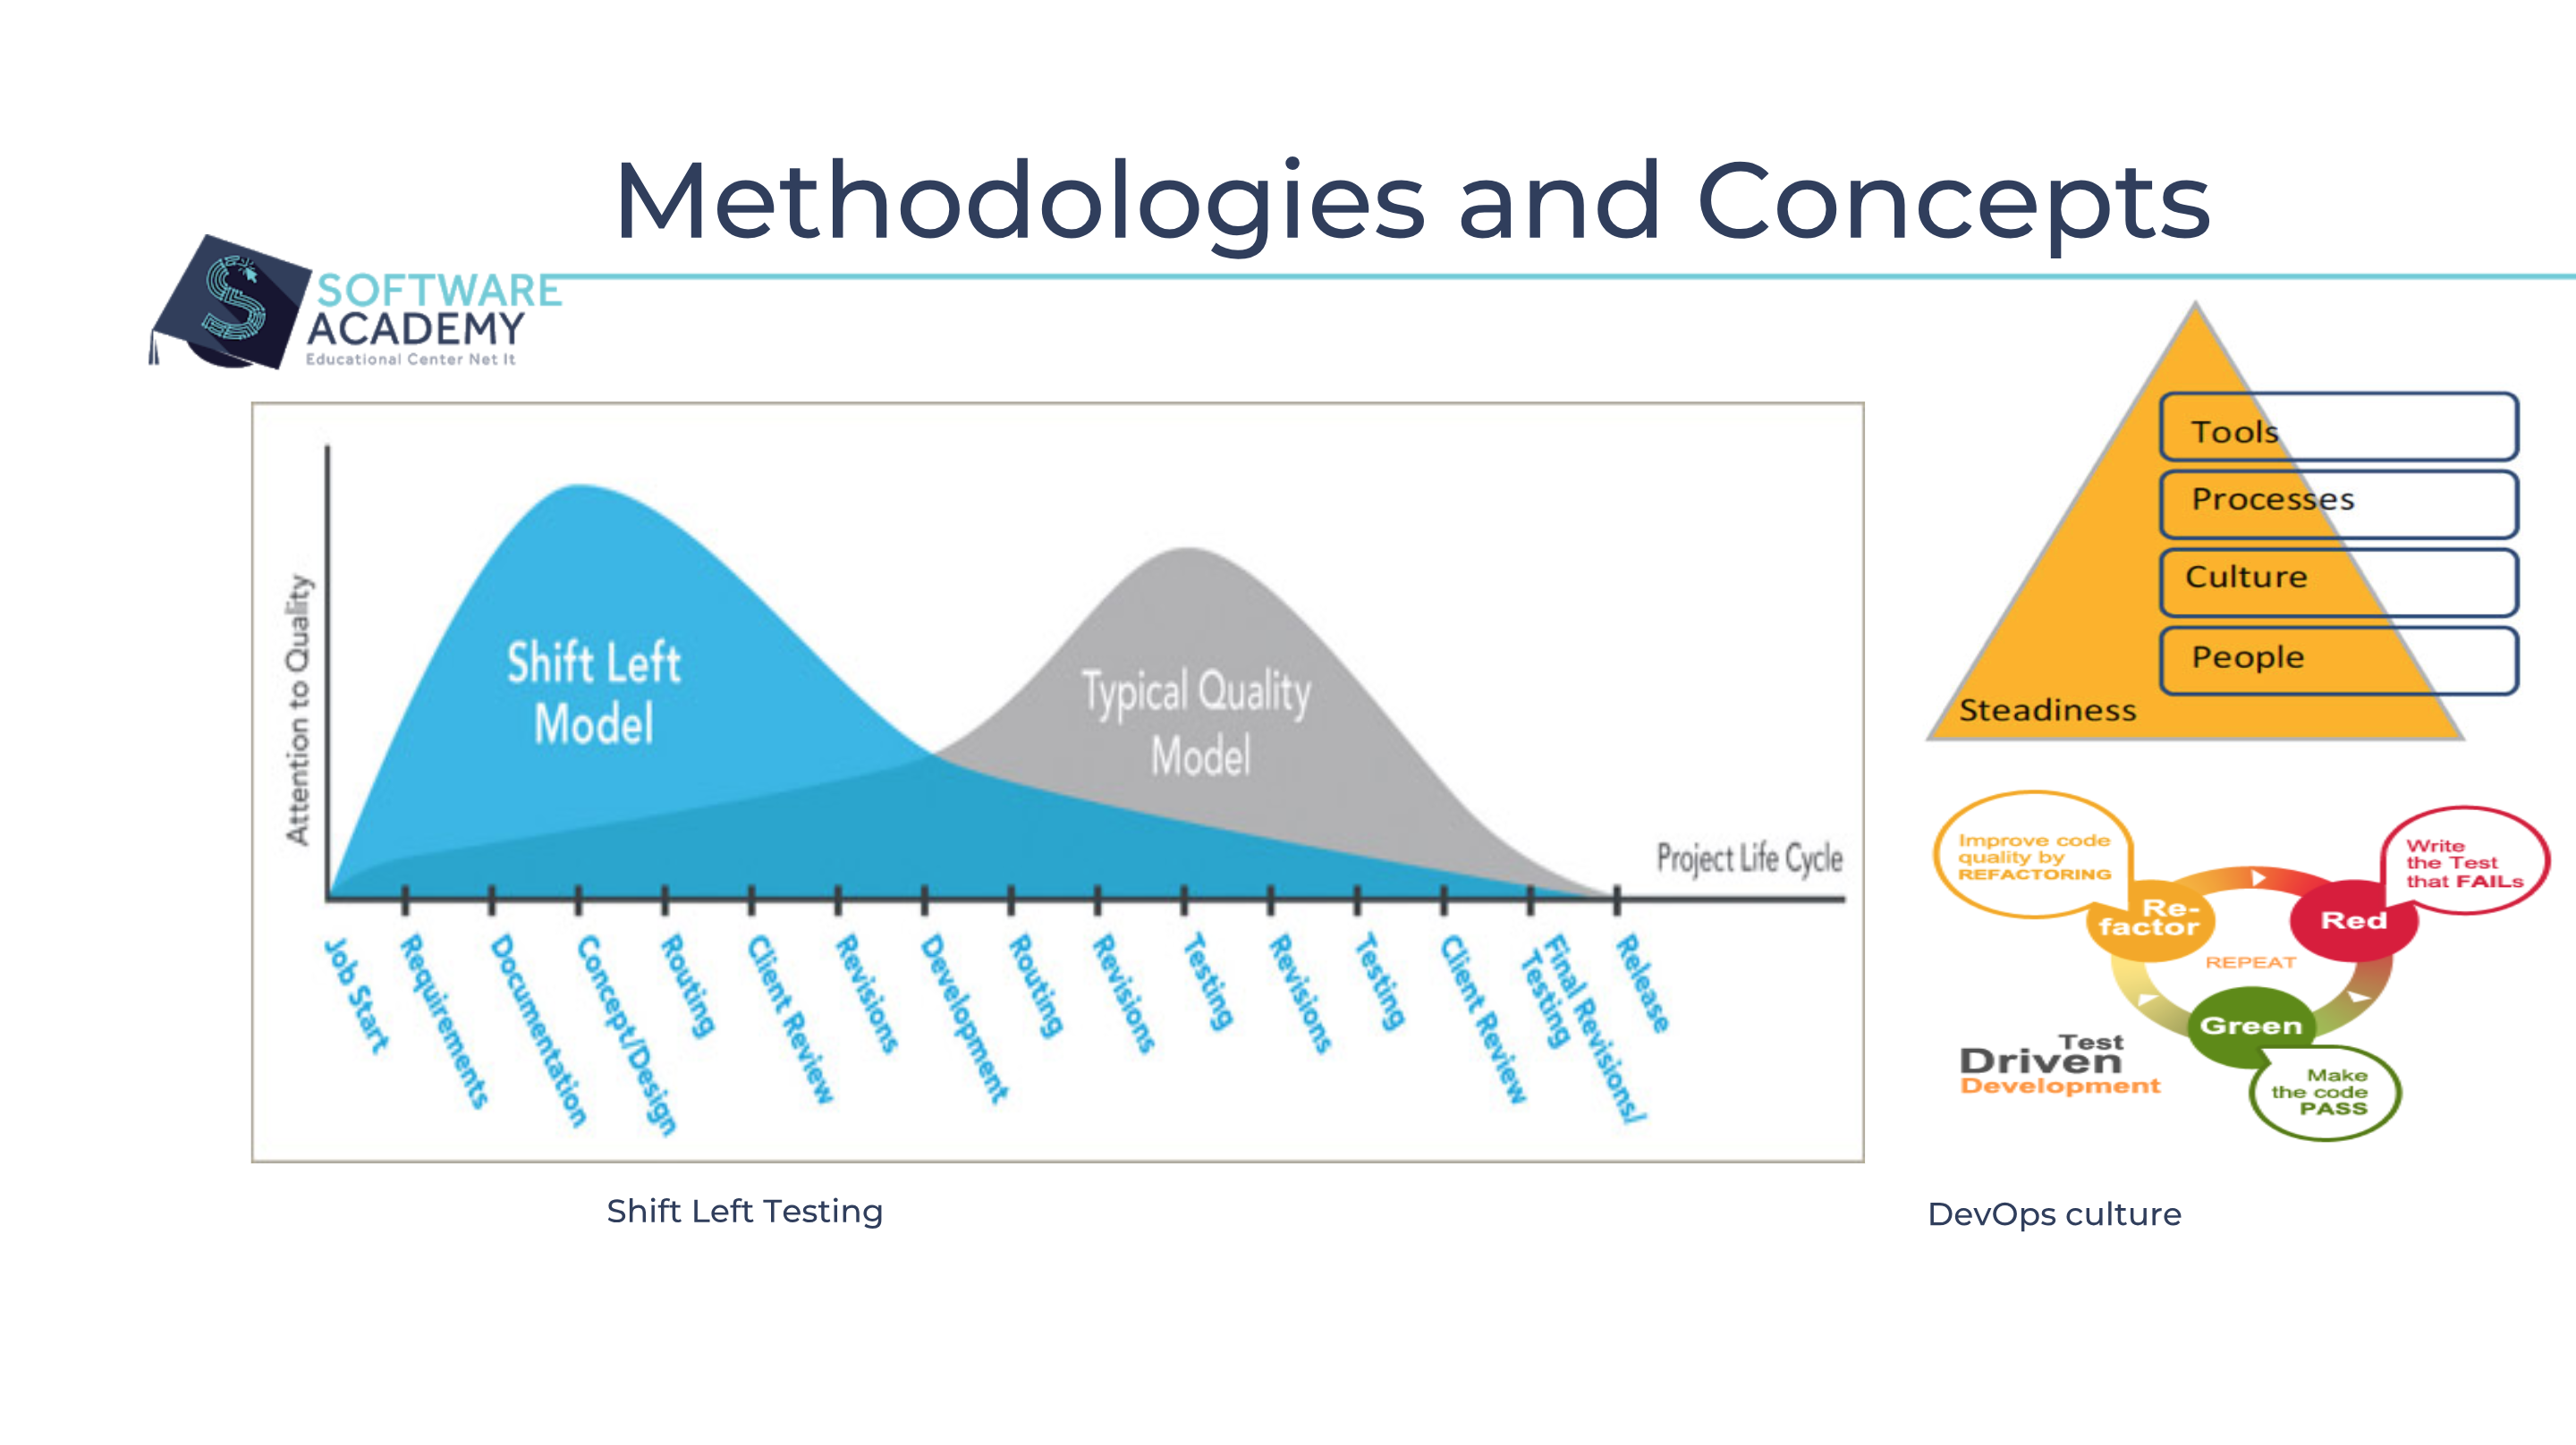 Methodologies and Concepts
SOFTWARE
ACADEMY
Educational Center Net It
Attention to Quality
Shift Left
Model
Typical Quality
Model
Project Life Cycle
Job Start
Requirements
Documentation
Concept/Design
Routing
Client Review
Revisions
Development
Routing
Revisions
Testing
Revisions
Testing
Client Review
Final Revisions/
Testing
Release
Shift Left Testing
Tools
Processes
Culture
People
Steadiness
Improve code
quality by
REFACTORING
Re-
factor
Write
the Test
that FAILs
Red
REPEAT
Green
Make
the code
PASS
Test
Driven
Development
DevOps culture